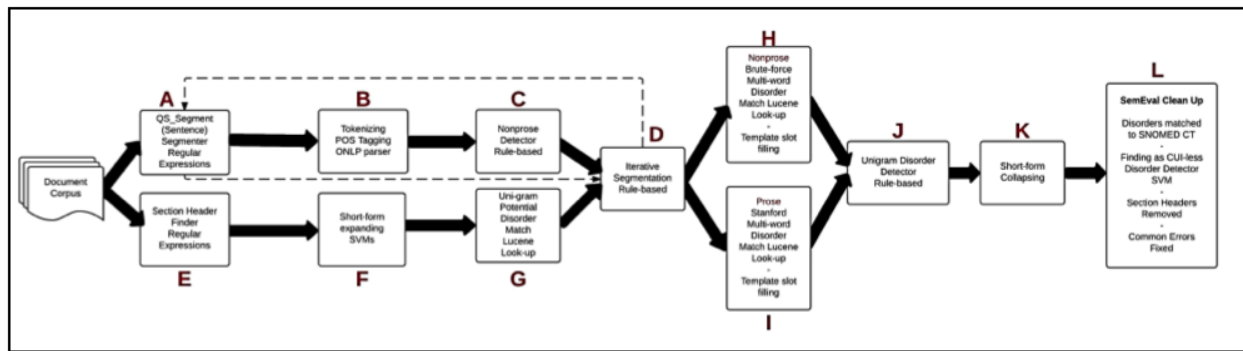 Document
Corpus
A
QS_Segment
(Sentence)
Segmenter
Regular
Expressions
B
Tokenizing
POS Tagging
ONLP parser
C
Nonprose
Detector
Rule-based
D
Iterative
Segmentation
Rule-based
Section Header
Finder
Regular
Expressions
E
Short-form
expanding
SVMs
F
Uni-gram
Potential
Disorder
Match
Lucene
Look-up
G
H
Nonprose
Brute-force
Multi-word
Disorder
Match Lucene
Look-up
-
Template slot
filling
Prose
Stanford
Multi-word
Disorder
Match Lucene
Look-up
-
Template slot
filling
I
J
Unigram Disorder
Detector
Rule-based
K
Short-form
Collapsing
L
SemEval Clean Up
Disorders matched
to SNOMED CT
-
Finding as CUI-less
Disorder Detector
SVM
-
Section Headers
Removed
-
Common Errors
Fixed